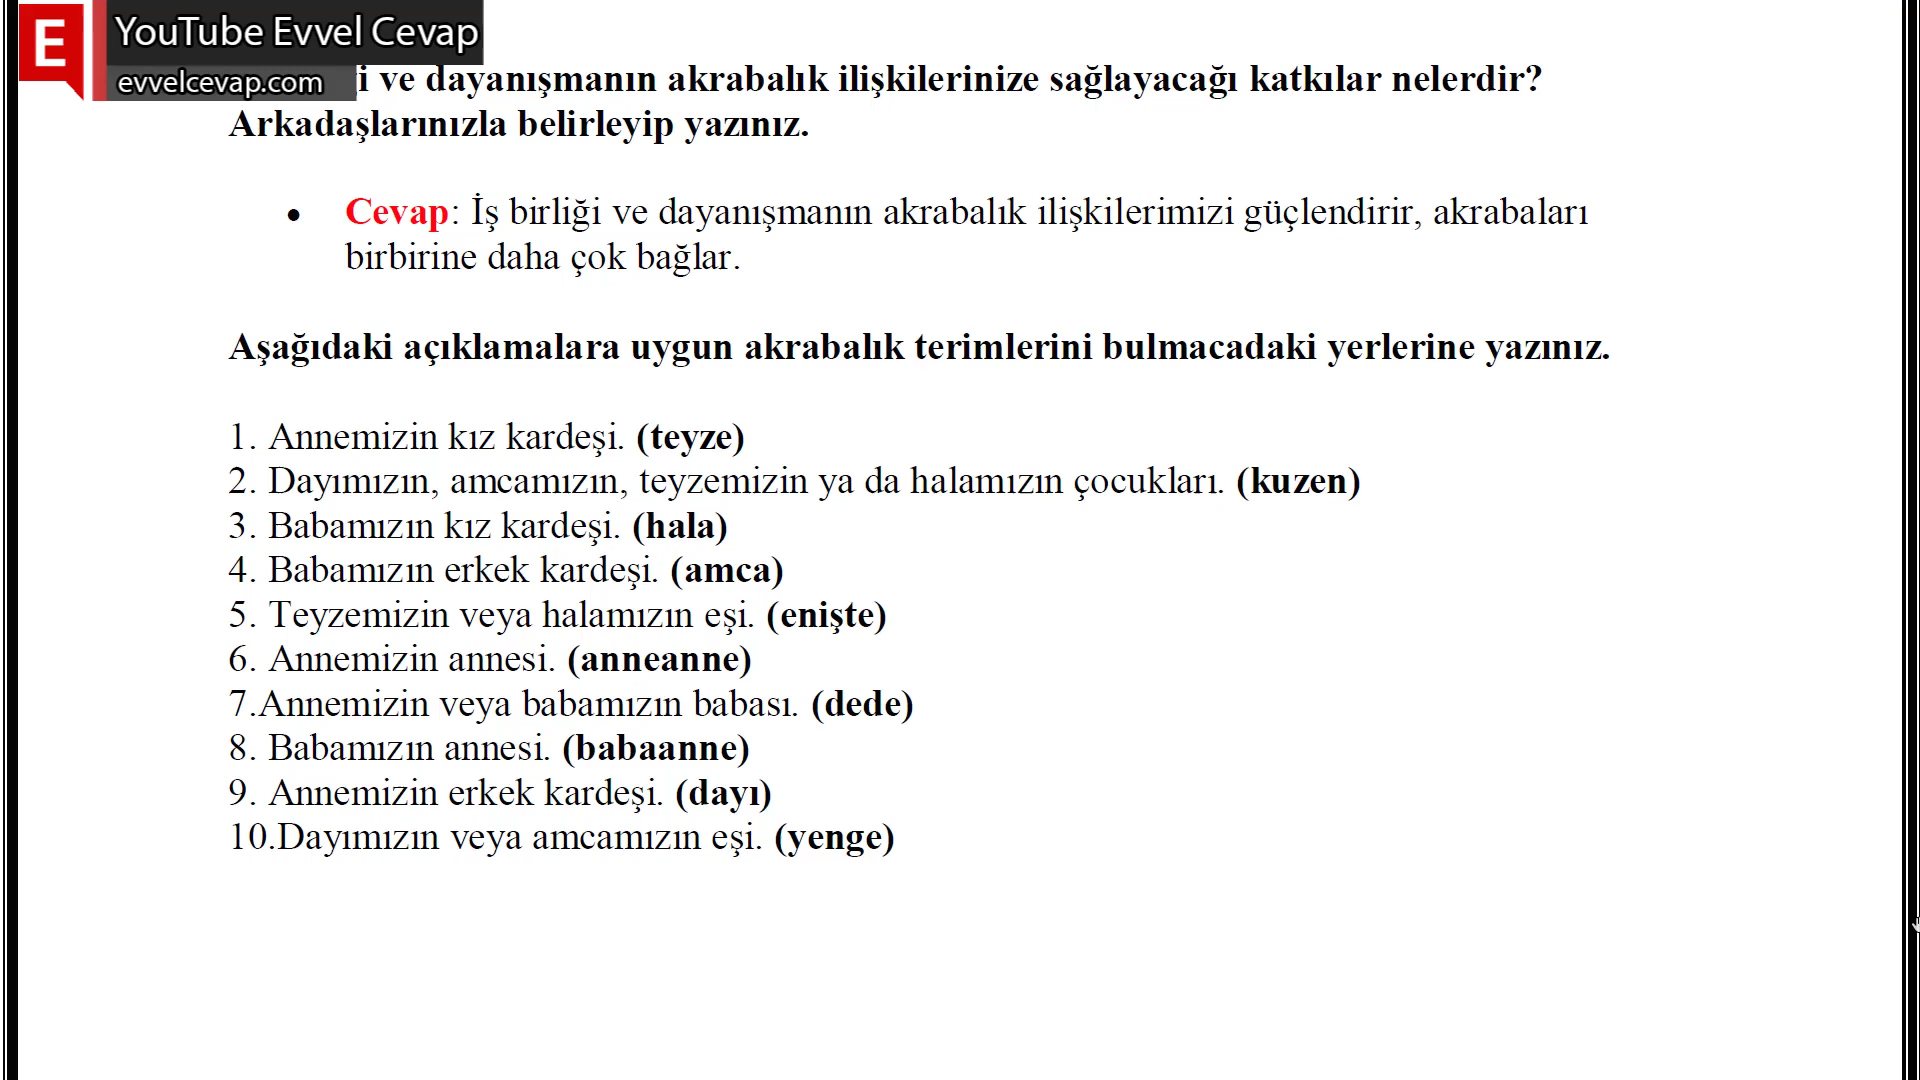 E
YouTube Evvel Cevap
evvelcevap.com
ve dayanışmanın akrabalık ilişkilerinize sağlayacağı katkılar nelerdir?
Arkadaşlarınızla belirleyip yazınız.
• Cevap: İş birliği ve dayanışmanın akrabalık ilişkilerimizi güçlendirir, akrabaları
birbirine daha çok bağlar.
Aşağıdaki açıklamalara uygun akrabalık terimlerini bulmacadaki yerlerine yazınız.
1. Annemizin kız kardeşi. (teyze)
2. Dayımızın, amcamızın, teyzemizin ya da halamızın çocukları. (kuzen)
3. Babamızın kız kardeşi. (hala)
4. Babamızın erkek kardeşi. (amca)
5. Teyzemizin veya halamızın eşi. (enişte)
6. Annemizin annesi. (anneanne)
7.Annemizin veya babamızın babası. (dede)
8. Babamızın annesi. (babaanne)
9. Annemizin erkek kardeşi. (dayı)
10.Dayımızın veya amcamızın eşi. (yenge)